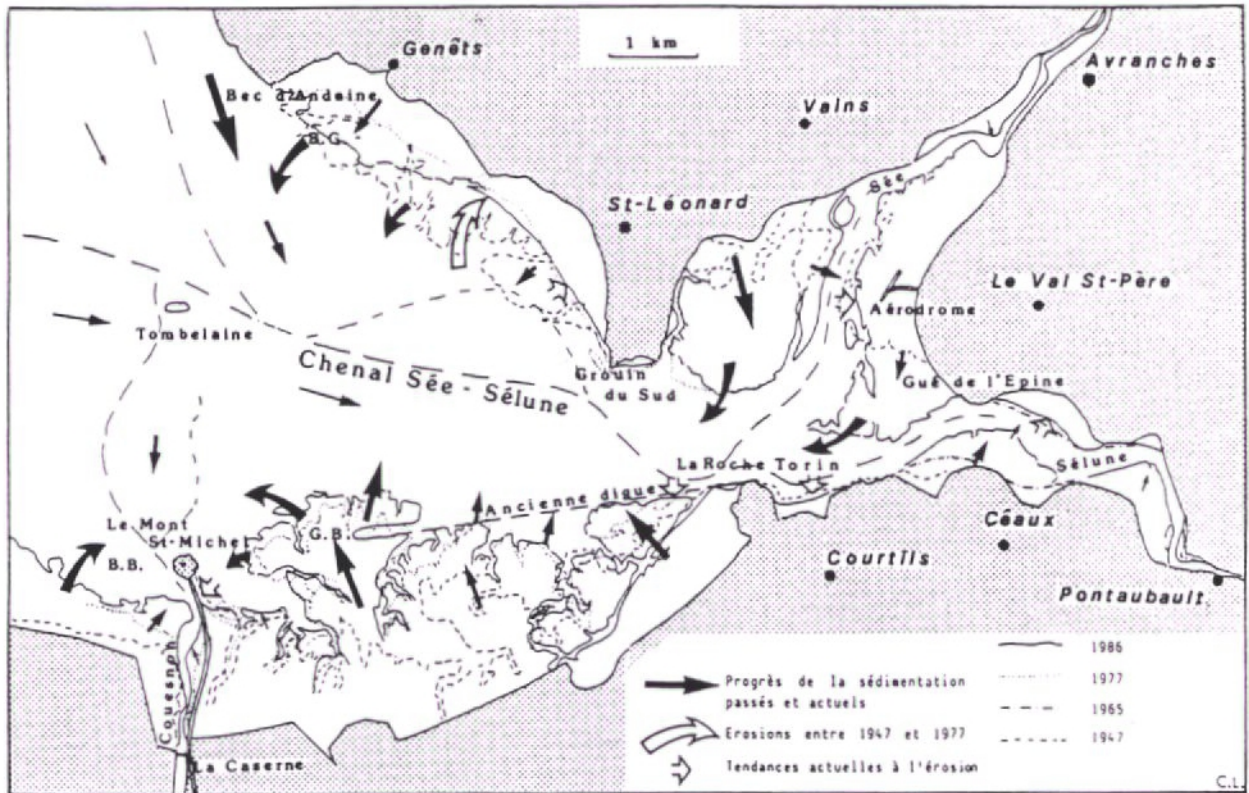 Genêts
1 km
Avranches
Bec d'Andaine
B.G.
Vains
Sée
St-Léonard
Le Val St-Père
Aérodrome
Tombelaine
Chenal Sée - Sélune
Grouin
du Sud
Gué de l'Epine
La Roche Torin
Sélune
Ancienne digue
Le Mont
St-Michel
G.B.
B.B.
Céaux
Courtils
Pontaubault
Couesnon
La Caserne
Progrès de la sédimentation
passés et actuels
Erosions entre 1947 et 1977
Tendances actuelles à l'érosion
1986
1977
1965
1947
C.L.